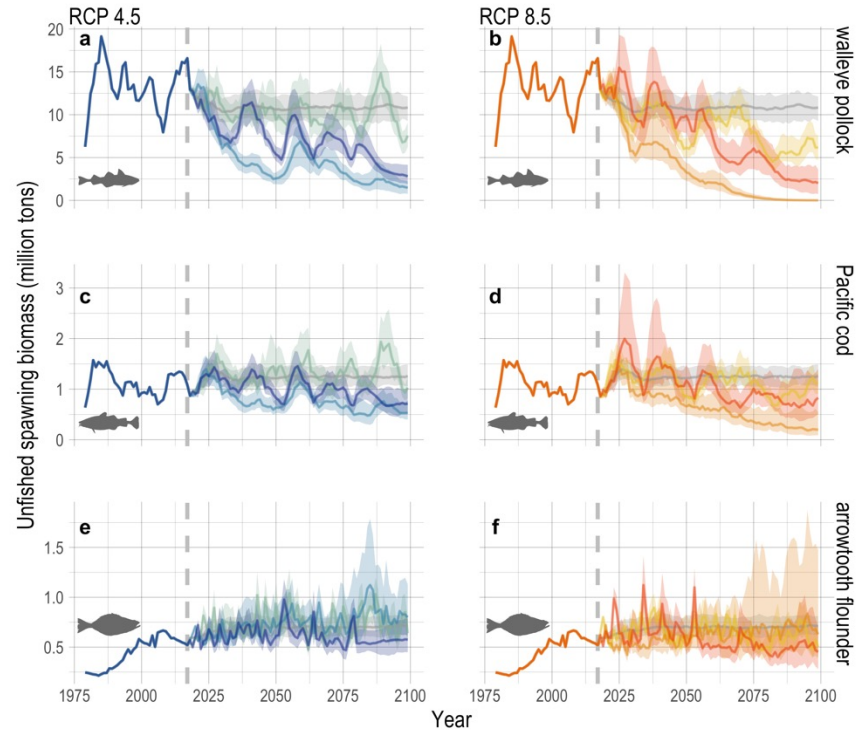 RCP 4.5
RCP 8.5
a
b
20
15
10
5
0
walleye pollock
c
d
3
2
1
0
Pacific cod
e
f
1.5
1.0
0.5
arrowtooth flounder
Unfished spawning biomass (million tons)
1975 2000 2025 2050 2075 2100
1975 2000 2025 2050 2075 2100
Year